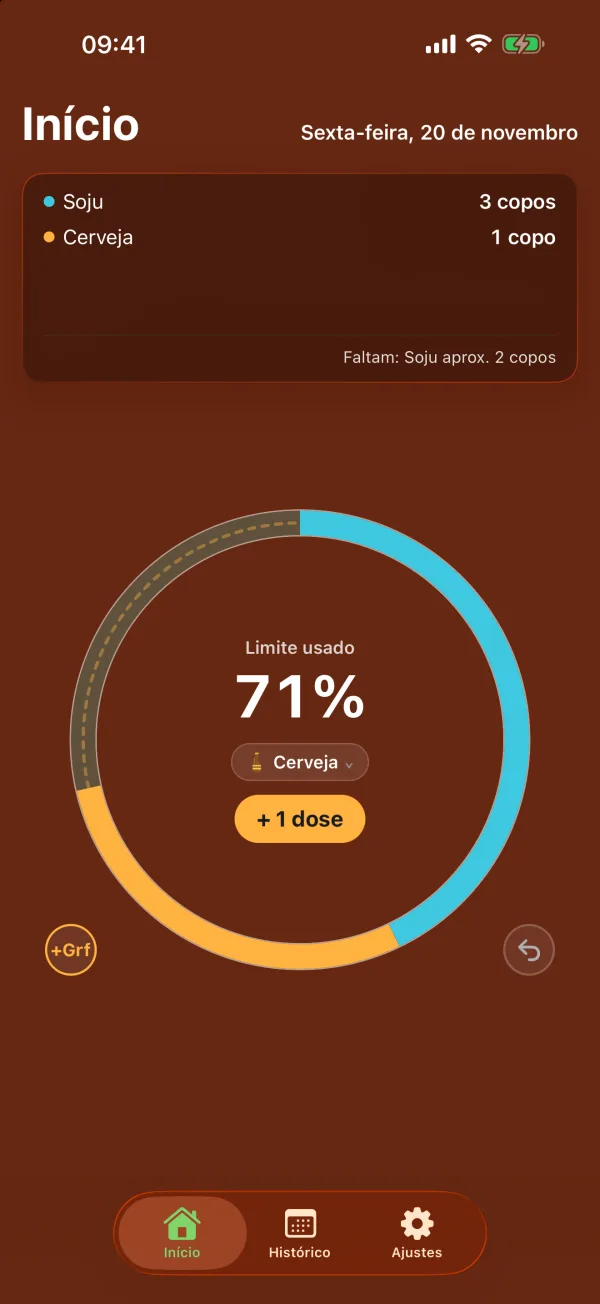 09:41
Início
Sexta-feira, 20 de novembro
Soju 3 copos
Cerveja 1 copo
Faltam: Soju aprox. 2 copos
Limite usado
71%
Cerveja
+ 1 dose
+Grf
Início Histórico Ajustes